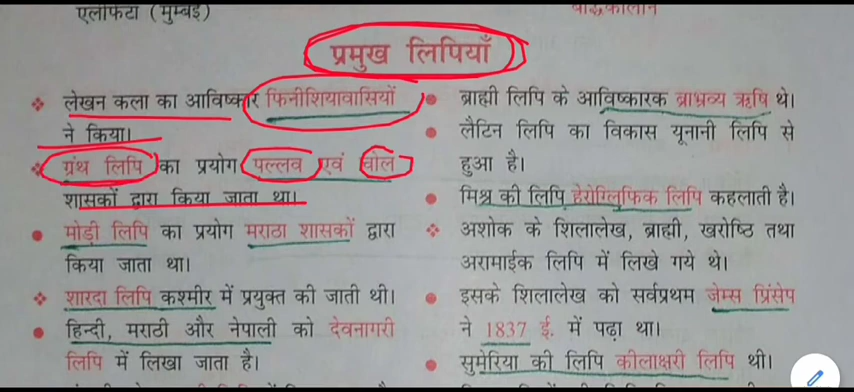 एलोफेंटा (मुम्बई)
बौद्धकालीन
प्रमुख लिपियाँ
❖ लेखन कला का आविष्कार फिनीशियावासियों
ने किया।
❖ ग्रंथ लिपि का प्रयोग पल्लव एवं चोल
शासकों द्वारा किया जाता था।
● मोड़ी लिपि का प्रयोग मराठा शासकों द्वारा
किया जाता था।
❖ शारदा लिपि कश्मीर में प्रयुक्त की जाती थी।
● हिन्दी, मराठी और नेपाली को देवनागरी
लिपि में लिखा जाता है।
● ब्राह्मी लिपि के आविष्कारक ब्राभ्रव्य ऋषि थे।
● लैटिन लिपि का विकास यूनानी लिपि से
हुआ है।
● मिश्र की लिपि हेरोग्लिफिक लिपि कहलाती है।
❖ अशोक के शिलालेख, ब्राह्मी, खरोष्ठि तथा
अरामाईक लिपि में लिखे गये थे।
● इसके शिलालेख को सर्वप्रथम जेम्स प्रिंसेप
ने 1837 ई. में पढ़ा था।
● सुमेरिया की लिपि कीलाक्षरी लिपि थी।